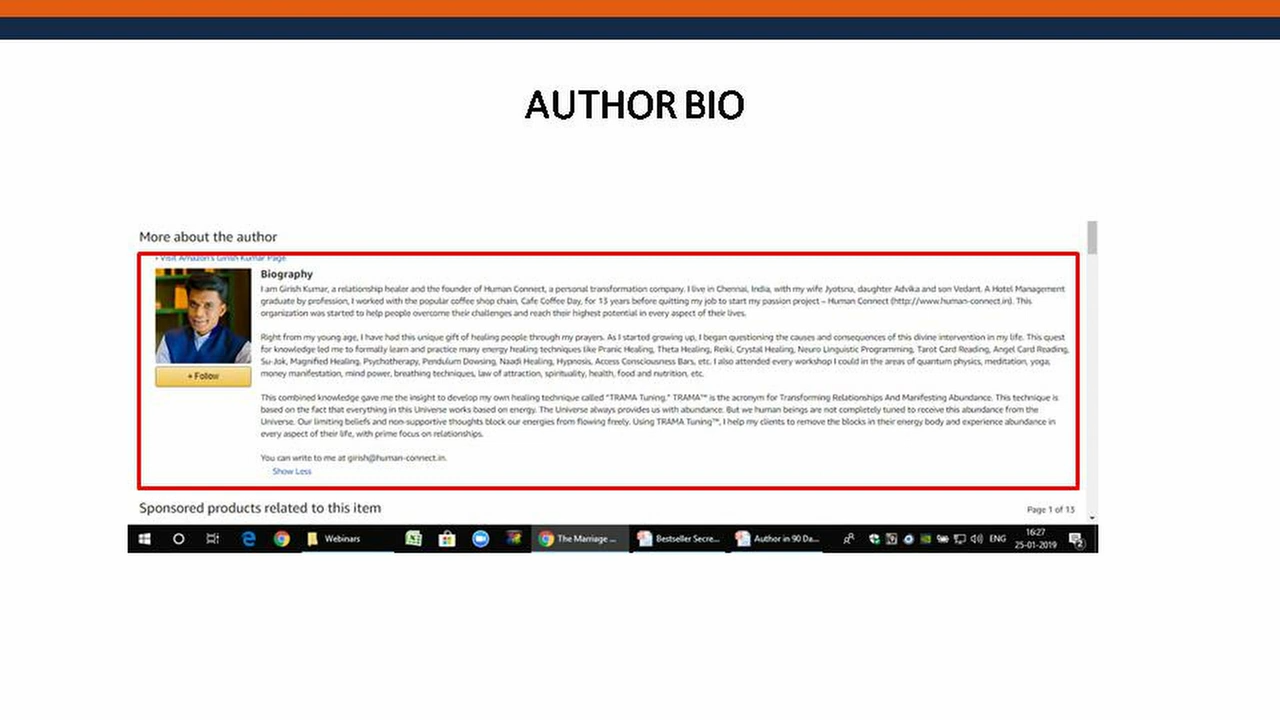 AUTHOR BIO
More about the author
› Visit Amazon's Girish Kumar Page
Biography
I am Girish Kumar, a relationship healer and the founder of Human Connect, a personal transformation company. I live in Chennai, India, with my wife Jyotsna, daughter Advika and son Vedant. A Hotel Management
graduate by profession, I worked with the popular coffee shop chain, Cafe Coffee Day, for 13 years before quitting my job to start my passion project – Human Connect (http://www.human-connect.in). This
organization was started to help people overcome their challenges and reach their highest potential in every aspect of their lives.
Right from my young age, I have had this unique gift of healing people through my prayers. As I started growing up, I began questioning the causes and consequences of this divine intervention in my life. This quest
for knowledge led me to formally learn and practice many energy healing techniques like Pranic Healing, Theta Healing, Reiki, Crystal Healing, Neuro Linguistic Programming, Tarot Card Reading, Angel Card Reading,
Su-Jok, Magnified Healing, Psychotherapy, Pendulum Dowsing, Naadi Healing, Hypnosis, Access Consciousness Bars, etc. I also attended every workshop I could in the areas of quantum physics, meditation, yoga,
money manifestation, mind power, breathing techniques, law of attraction, spirituality, health, food and nutrition, etc.
This combined knowledge gave me the insight to develop my own healing technique called "TRAMA Tuning." TRAMA™ is the acronym for Transforming Relationships And Manifesting Abundance. This technique is
based on the fact that everything in this Universe works based on energy. The Universe always provides us with abundance. But we human beings are not completely tuned to receive this abundance from the
Universe. Our limiting beliefs and non-supportive thoughts block our energies from flowing freely. Using TRAMA Tuning™, I help my clients to remove the blocks in their energy body and experience abundance in
every aspect of their life, with prime focus on relationships.
You can write to me at girish@human-connect.in.
+ Follow
Show Less
Sponsored products related to this item
Page 1 of 13
Webinars
The Marriage ...
Bestseller Secre...
Author in 90 Da...
ENG
16:27
25-01-2019
2